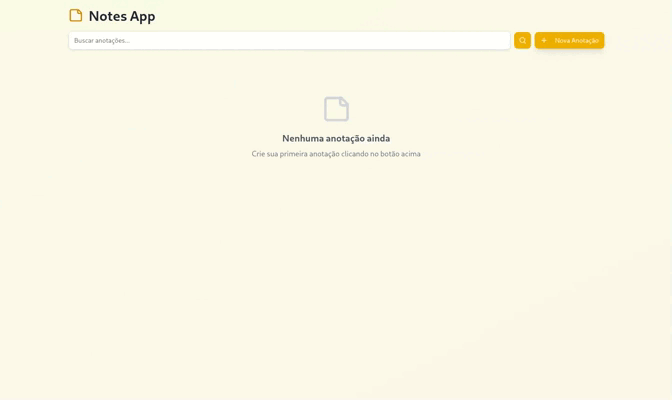 Notes App
Buscar anotações...
Nova Anotação
Nenhuma anotação ainda
Crie sua primeira anotação clicando no botão acima